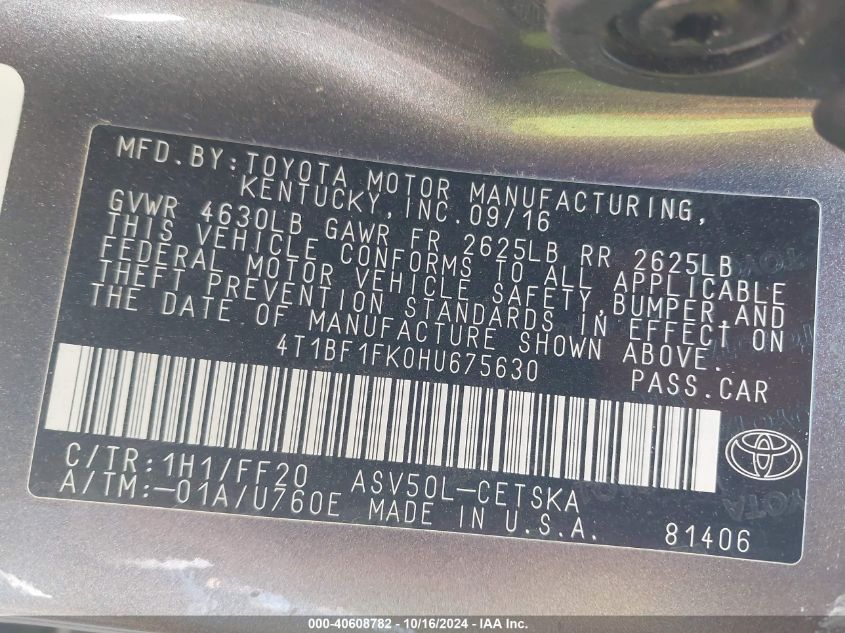 MFD.BY:TOYOTA MOTOR MANUFACTURING,
KENTUCKY,INC.09/16
GVWR 4630LB GAWR FR 2625LB RR 2625LB
THIS VEHICLE CONFORMS TO ALL APPLICABLE
FEDERAL MOTOR VEHICLE SAFETY,BUMPER,AND
THEFT PREVENTION STANDARDS IN EFFECT ON
THE DATE OF MANUFACTURE SHOWN ABOVE.
4T1BF1FK0HU675630 PASS.CAR
C/TR:1H1/FF20 ASV50L-CETSKA
A/TM:-01A/U760E MADE IN U.S.A. 81406
TOYOTA
000-40608782 - 10/16/2024 - IAA Inc.